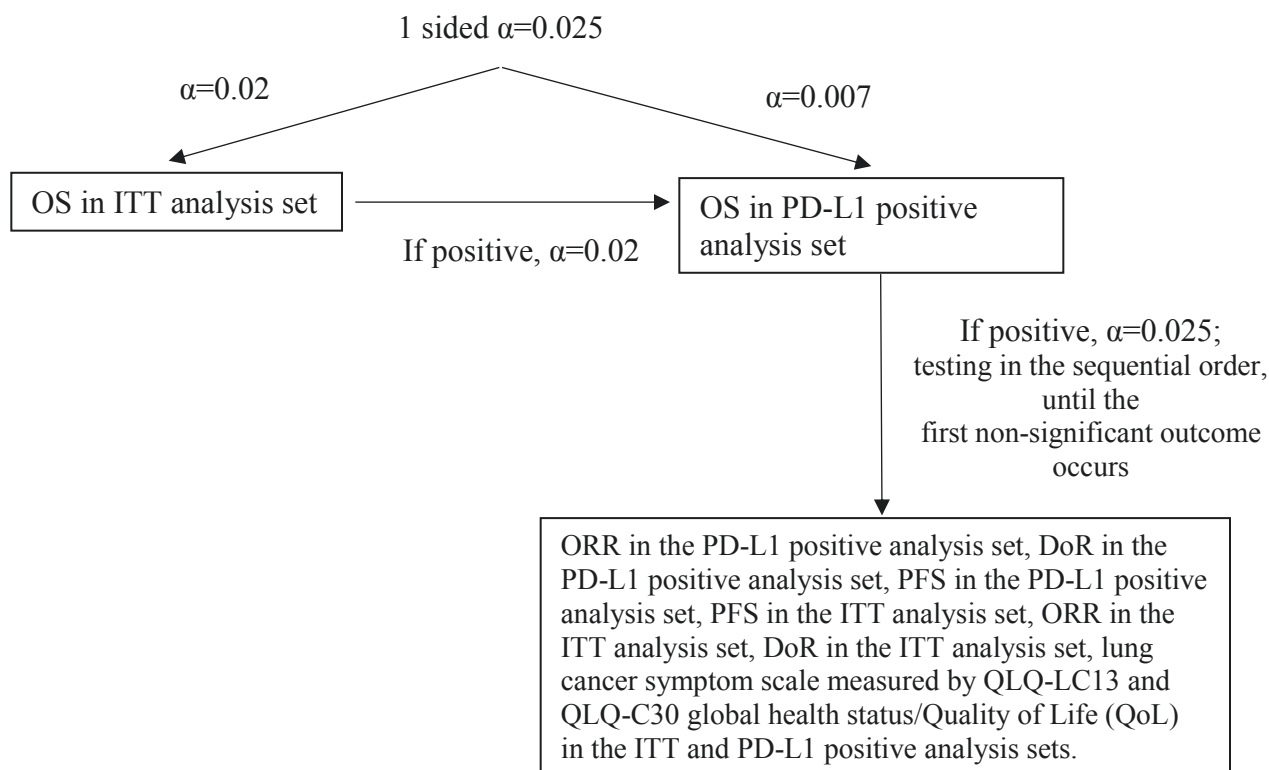 1 sided α=0.025
α=0.02
α=0.007
OS in ITT analysis set
OS in PD-L1 positive
analysis set
If positive, α=0.02
If positive, α=0.025;
testing in the sequential order,
until the
first non-significant outcome
occurs
ORR in the PD-L1 positive analysis set, DoR in the
PD-L1 positive analysis set, PFS in the PD-L1 positive
analysis set, PFS in the ITT analysis set, ORR in the
ITT analysis set, DoR in the ITT analysis set, lung
cancer symptom scale measured by QLQ-LC13 and
QLQ-C30 global health status/Quality of Life (QoL)
in the ITT and PD-L1 positive analysis sets.